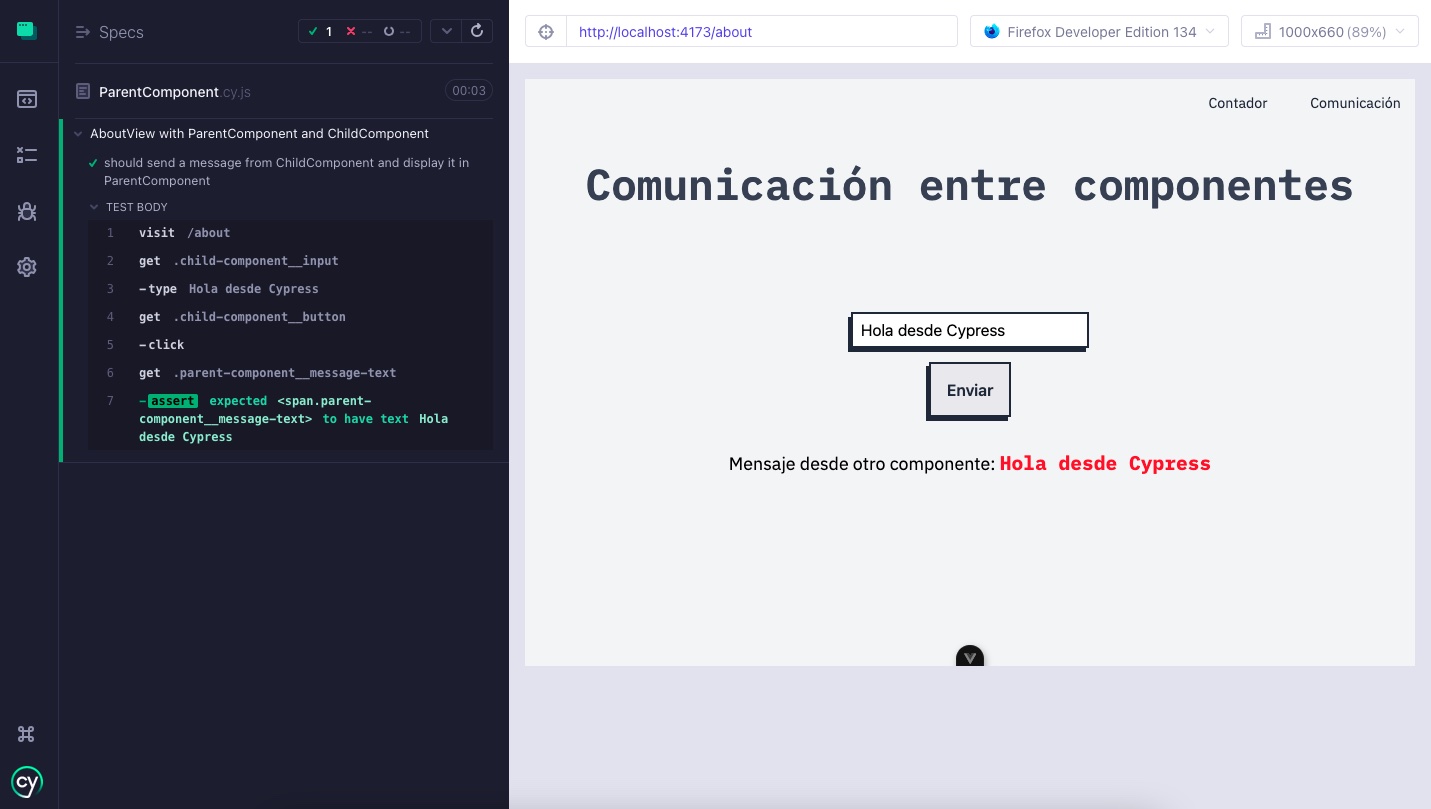 Specs
1 -- --
ParentComponent.cy.js 00:03
AboutView with ParentComponent and ChildComponent
should send a message from ChildComponent and display it in
ParentComponent
TEST BODY
1 visit /about
2 get .child-component__input
3 -type Hola desde Cypress
4 get .child-component__button
5 -click
6 get .parent-component__message-text
7 -assert expected <span.parent-
component__message-text> to have text Hola
desde Cypress
cy
http://localhost:4173/about
Firefox Developer Edition 134
1000x660 (89%)
Contador Comunicación
Comunicación entre componentes
Hola desde Cypress
Enviar
Mensaje desde otro componente: Hola desde Cypress